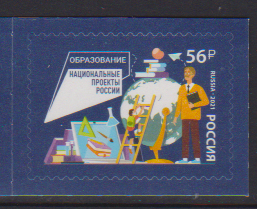 ОБРАЗОВАНИЕ
НАЦИОНАЛЬНЫЕ
ПРОЕКТЫ
РОССИИ
56₽
RUSSIA•2021
РОССИЯ